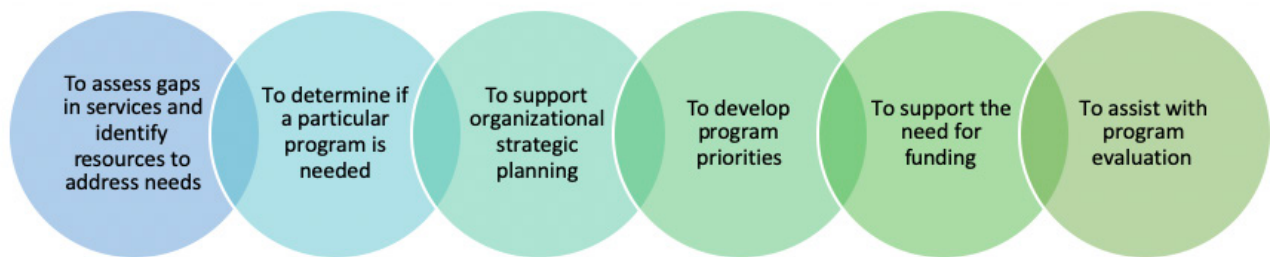 To assess gaps
in services and
identify
resources to
address needs
To determine if
a particular
program is
needed
To support
organizational
strategic
planning
To develop
program
priorities
To support the
need for
funding
To assist with
program
evaluation